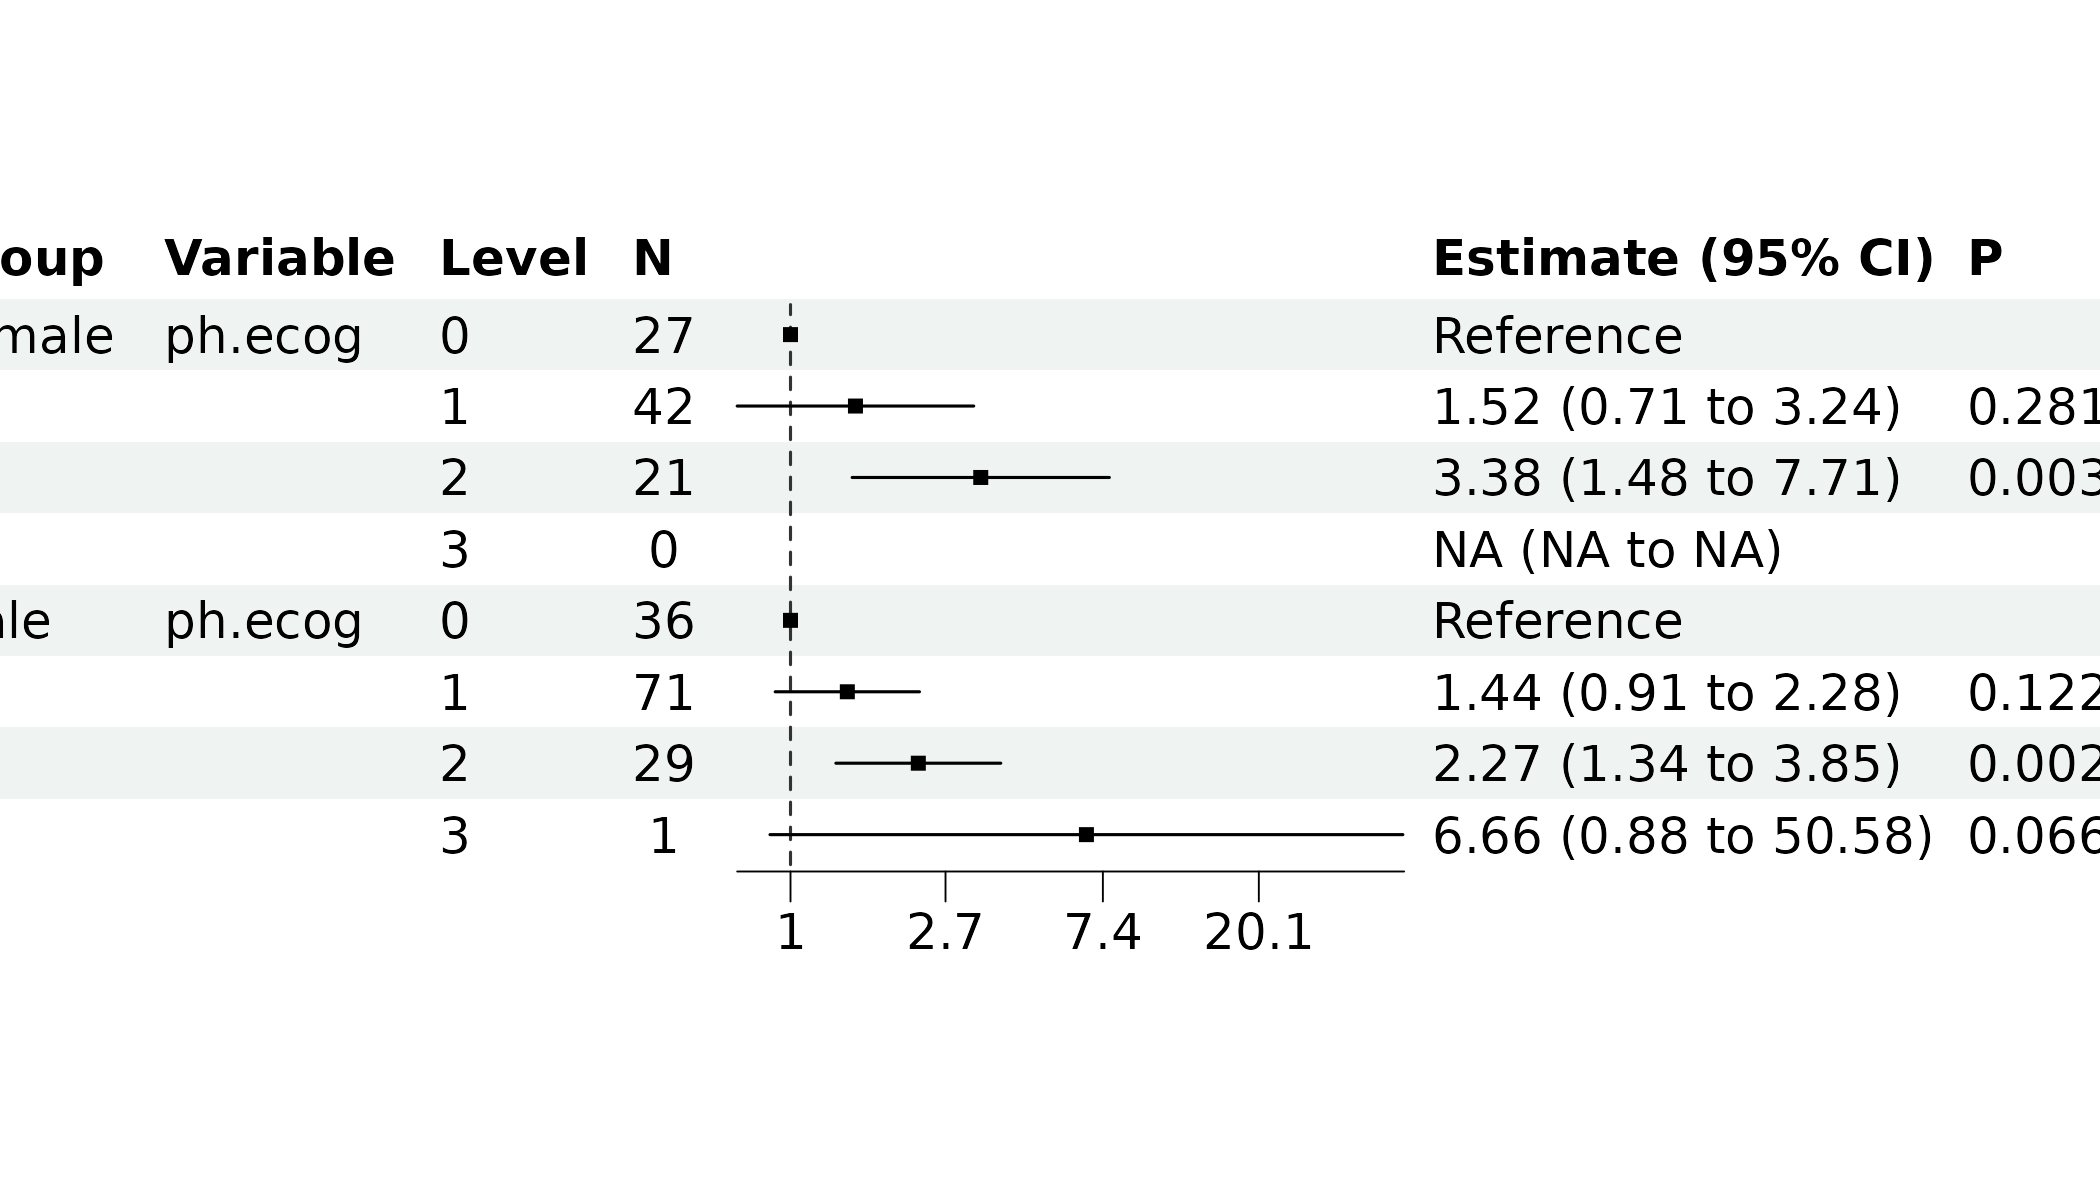 oup Variable Level N Estimate (95% CI) P
male ph.ecog 0 27 Reference
1 42 1.52 (0.71 to 3.24) 0.281
2 21 3.38 (1.48 to 7.71) 0.003
3 0 NA (NA to NA)
ale ph.ecog 0 36 Reference
1 71 1.44 (0.91 to 2.28) 0.122
2 29 2.27 (1.34 to 3.85) 0.002
3 1 6.66 (0.88 to 50.58) 0.066
1 2.7 7.4 20.1